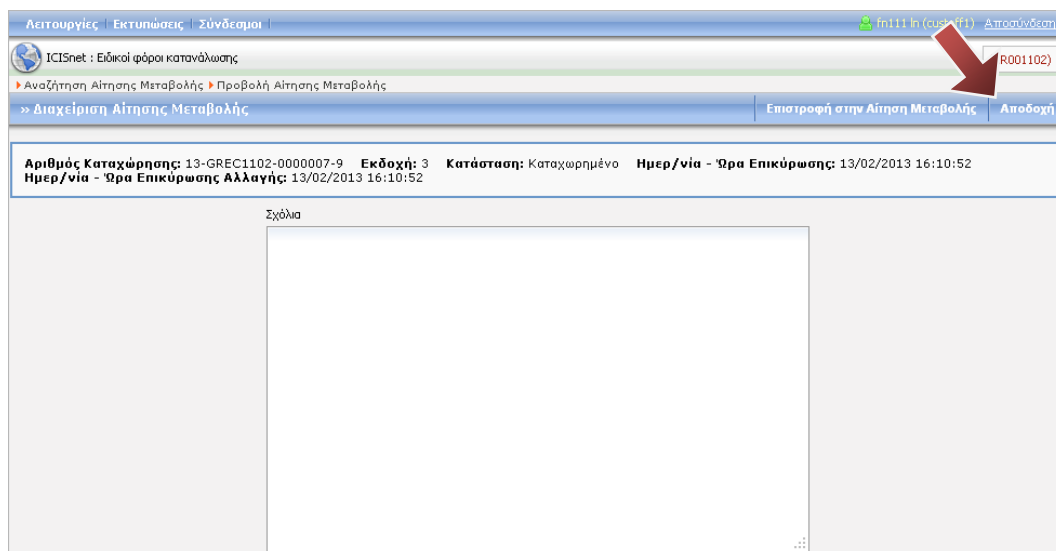 Λειτουργίες Εκτυπώσεις Σύνδεσμοι fn111 ln (custoff1) Αποσύνδεση
ICISnet : Ειδικοί φόροι κατανάλωσης R001102)
Αναζήτηση Αίτησης Μεταβολής Προβολή Αίτησης Μεταβολής
» Διαχείριση Αίτησης Μεταβολής Επιστροφή στην Αίτηση Μεταβολής Αποδοχή
Αριθμός Καταχώρησης: 13-GREC1102-0000007-9 Εκδοχή: 3 Κατάσταση: Καταχωρημένο Ημερ/νία - Ώρα Επικύρωσης: 13/02/2013 16:10:52
Ημερ/νία - Ώρα Επικύρωσης Αλλαγής: 13/02/2013 16:10:52
Σχόλια